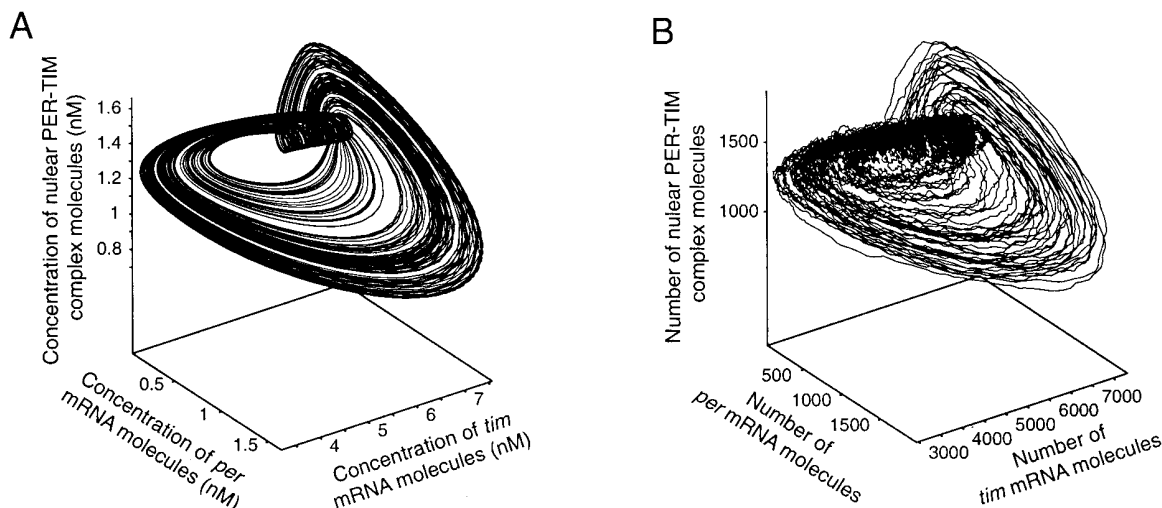 A
Concentration of nulear PER-TIM
complex molecules (nM)
1.6
1.4
1.2
1
0.8
0.5
1
1.5
Concentration of per
mRNA molecules (nM)
4
5
6
7
Concentration of tim
mRNA molecules (nM)
B
Number of nulear PER-TIM
complex molecules
1500
1000
500
1000
1500
Number of
per mRNA molecules
3000
4000
5000
6000
7000
Number of
tim mRNA molecules